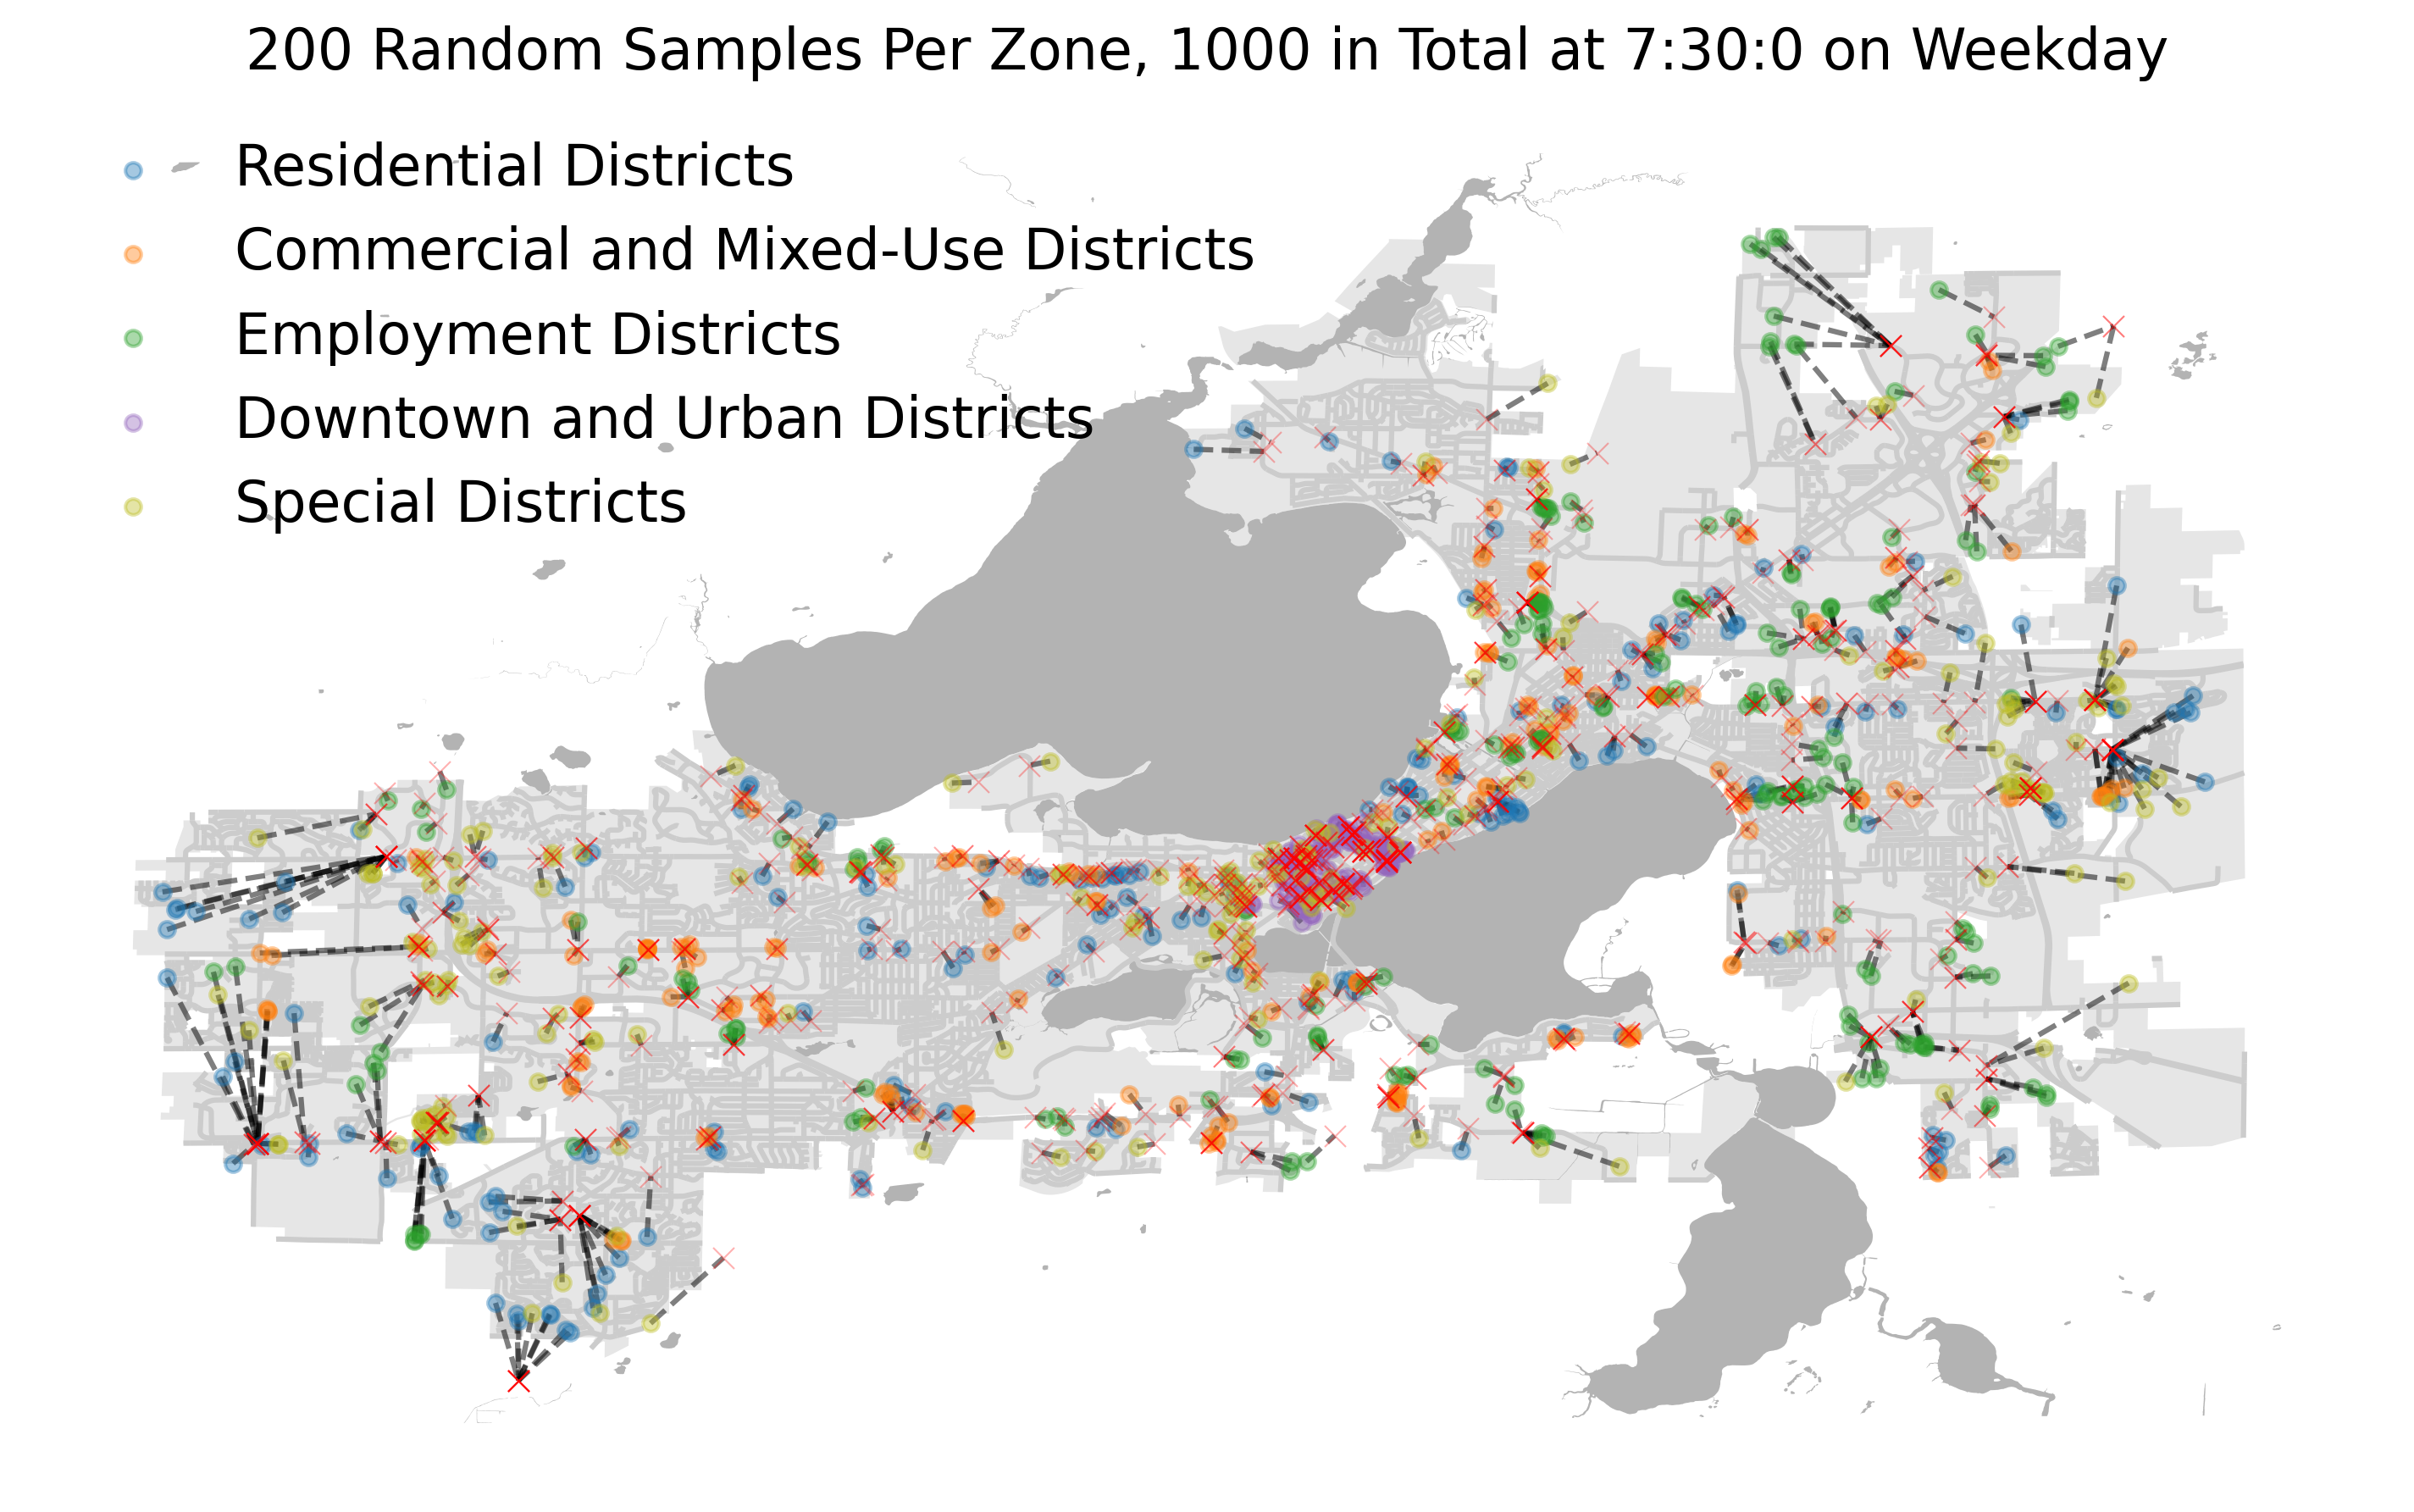 200 Random Samples Per Zone, 1000 in Total at 7:30:0 on Weekday
Residential Districts
Commercial and Mixed-Use Districts
Employment Districts
Downtown and Urban Districts
Special Districts